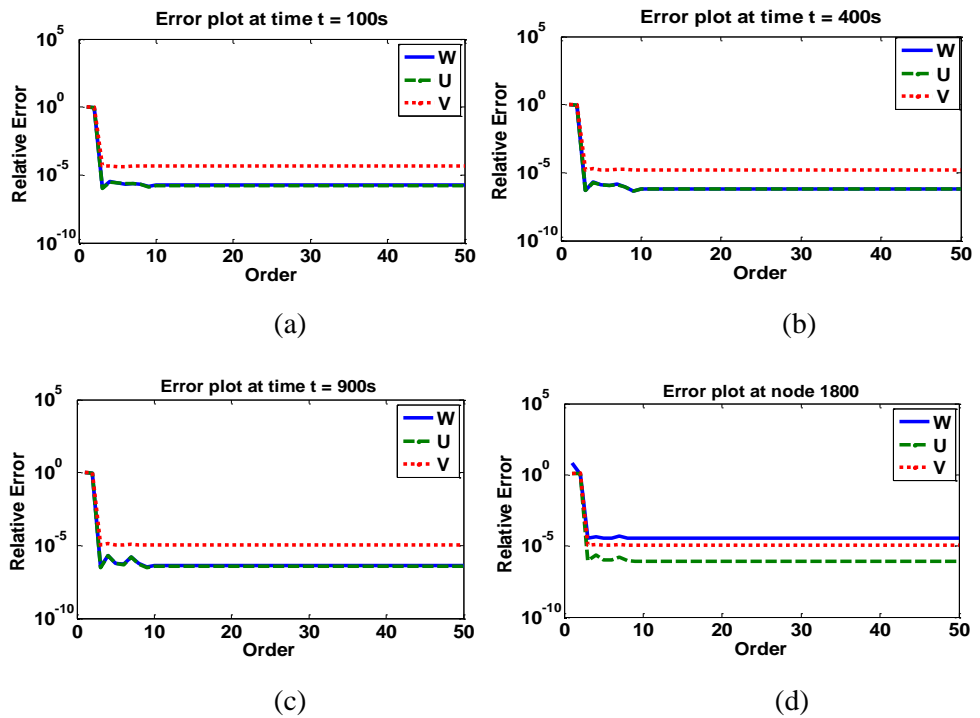 Error plot at time t = 100s
10^5
10^0
10^-5
10^-10
Relative Error
0 10 20 30 40 50
Order
W
U
V
(a)
Error plot at time t = 400s
10^5
10^0
10^-5
10^-10
Relative Error
0 10 20 30 40 50
Order
W
U
V
(b)
Error plot at time t = 900s
10^5
10^0
10^-5
10^-10
Relative Error
0 10 20 30 40 50
Order
W
U
V
(c)
Error plot at node 1800
10^5
10^0
10^-5
10^-10
Relative Error
0 10 20 30 40 50
Order
W
U
V
(d)